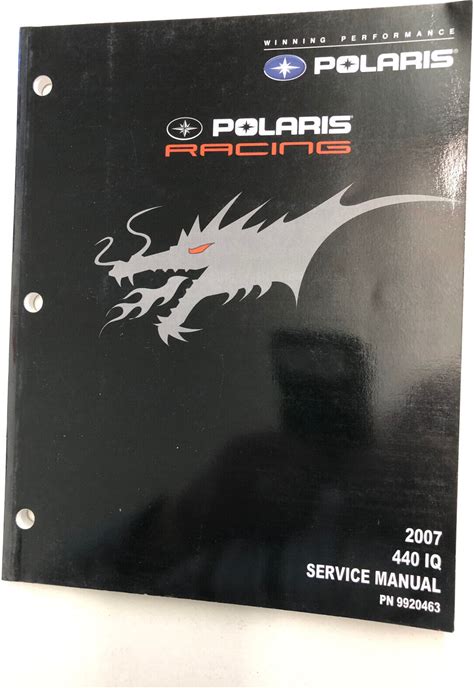 WINNING PERFORMANCE
POLARIS
POLARIS
RACING
2007
440 IQ
SERVICE MANUAL
PN 9920463